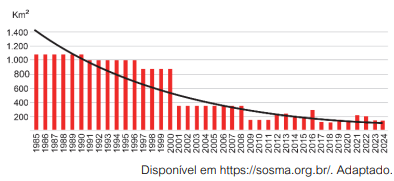 Km²
1.400
1.200
1.000
800
600
400
200
1985 1986 1987 1988 1989 1990 1991 1992 1993 1994 1995 1996 1997 1998 1999 2000 2001 2002 2003 2004 2005 2006 2007 2008 2009 2010 2011 2012 2013 2014 2015 2016 2017 2018 2019 2020 2021 2022 2023 2024
Disponível em https://sosma.org.br/. Adaptado.